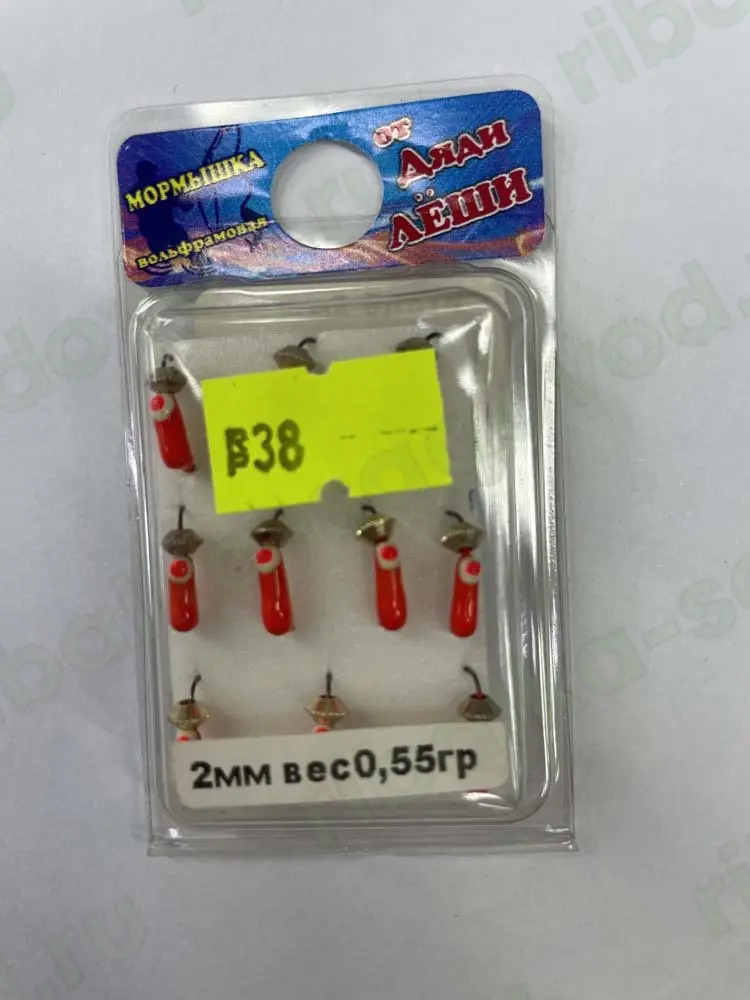 МОРМЫШКА
вольфрамовая
от
Дяди
ЛЁШИ
38
2мм вес0,55гр